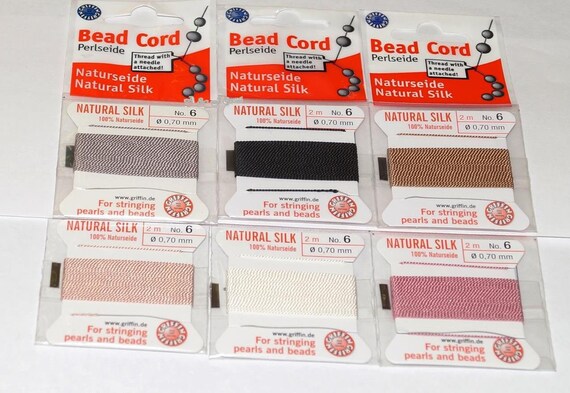 Bead Cord
Perlseide
Thread with
a needle
attached!
Naturseide
Natural Silk
Bead Cord
Perlseide
Thread with
a needle
attached!
Naturseide
Natural Silk
Bead Cord
Perlseide
Thread with
a needle
attached!
Naturseide
Natural Silk
NATURAL SILK No. 6
100% Naturseide Ø 0,70 mm
www.griffin.de
For stringing
pearls and beads
NATURAL SILK 2 m No. 6
100% Naturseide Ø 0,70 mm
www.griffin.de
For stringing
pearls and beads
NATURAL SILK 2 m No. 6
100% Naturseide Ø 0,70 mm
www.griffin.de
For stringing
pearls and beads
NATURAL SILK 2 m No. 6
100% Naturseide Ø 0,70 mm
www.griffin.de
For stringing
pearls and beads
NATURAL SILK 2 m No. 6
100% Naturseide Ø 0,70 mm
www.griffin.de
For stringing
pearls and beads
NATURAL SILK 2 m No. 6
100% Naturseide Ø 0,70 mm
www.griffin.de
For stringing
pearls and beads